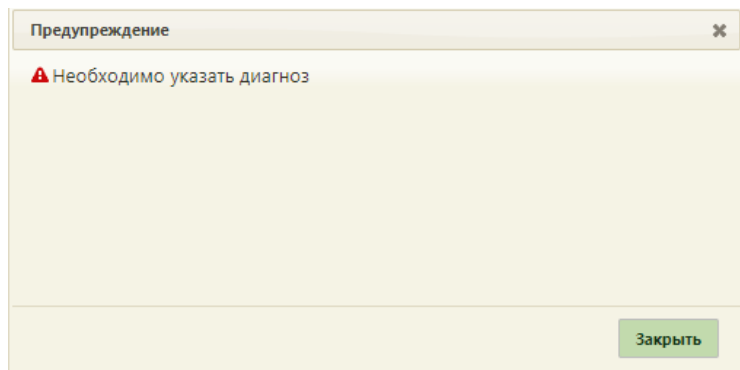 Предупреждение
Необходимо указать диагноз
Закрыть